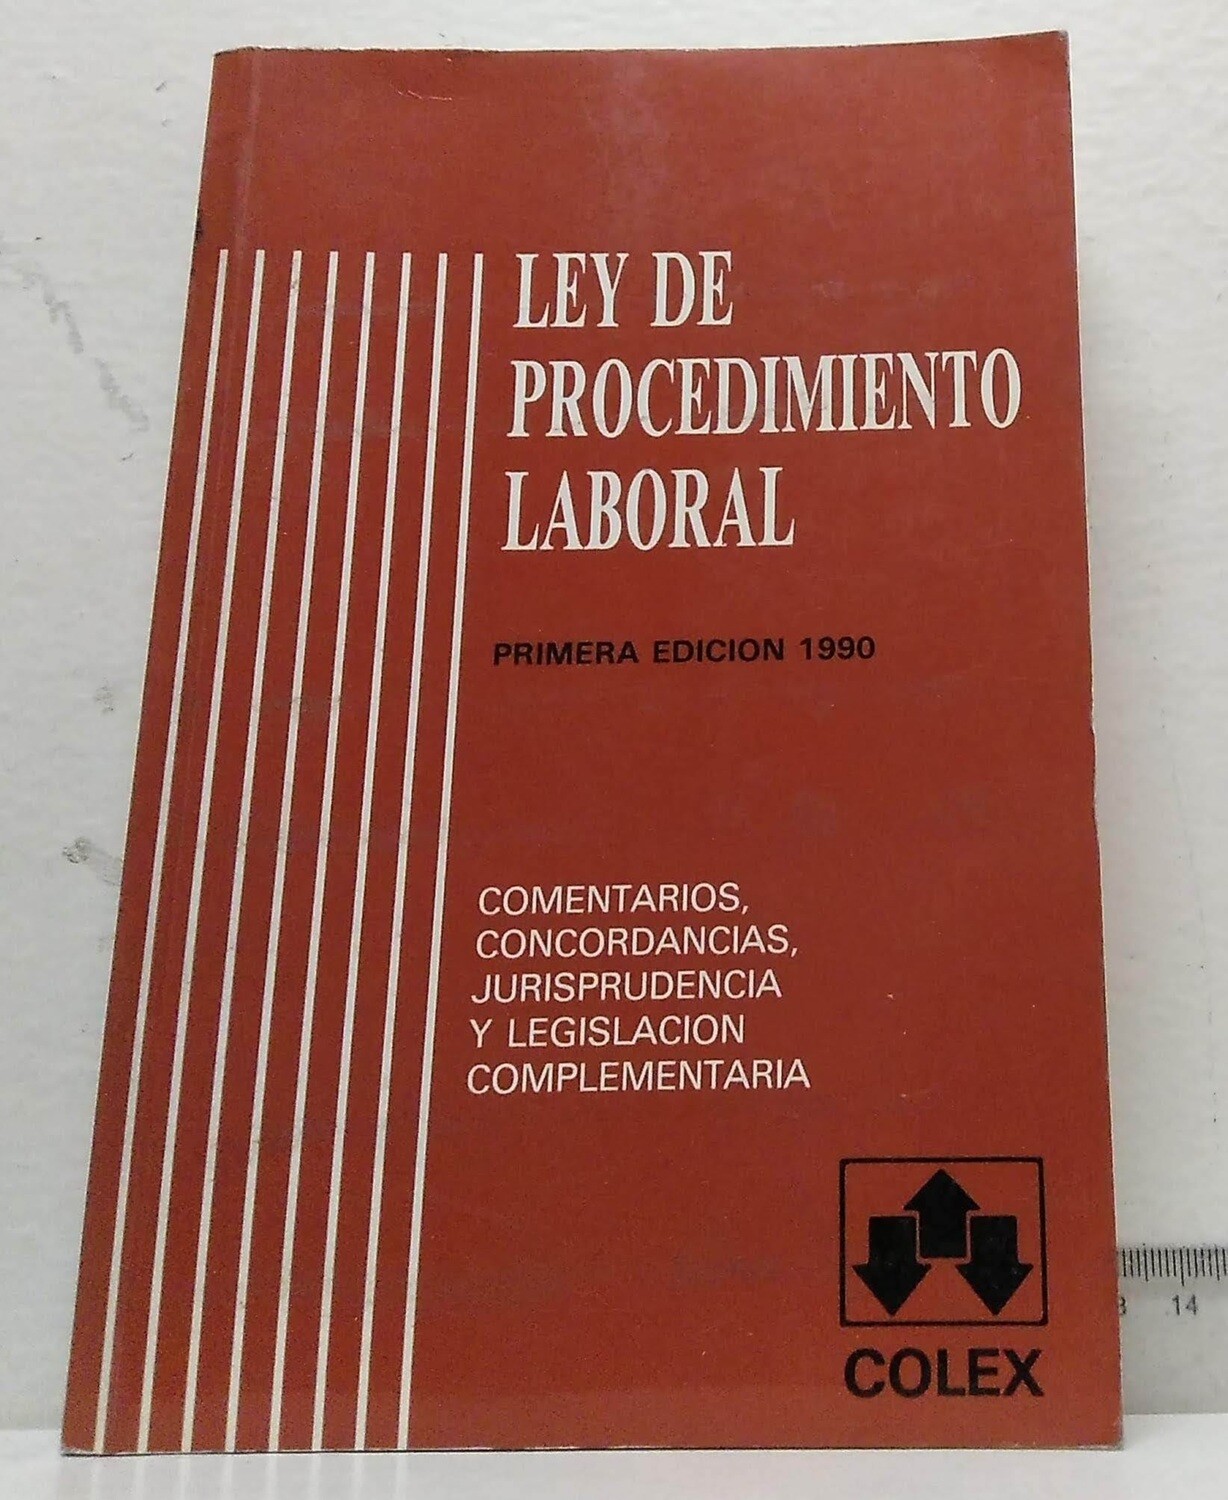 LEY DE
PROCEDIMIENTO
LABORAL
PRIMERA EDICION 1990
COMENTARIOS,
CONCORDANCIAS,
JURISPRUDENCIA
Y LEGISLACION
COMPLEMENTARIA
COLEX
14